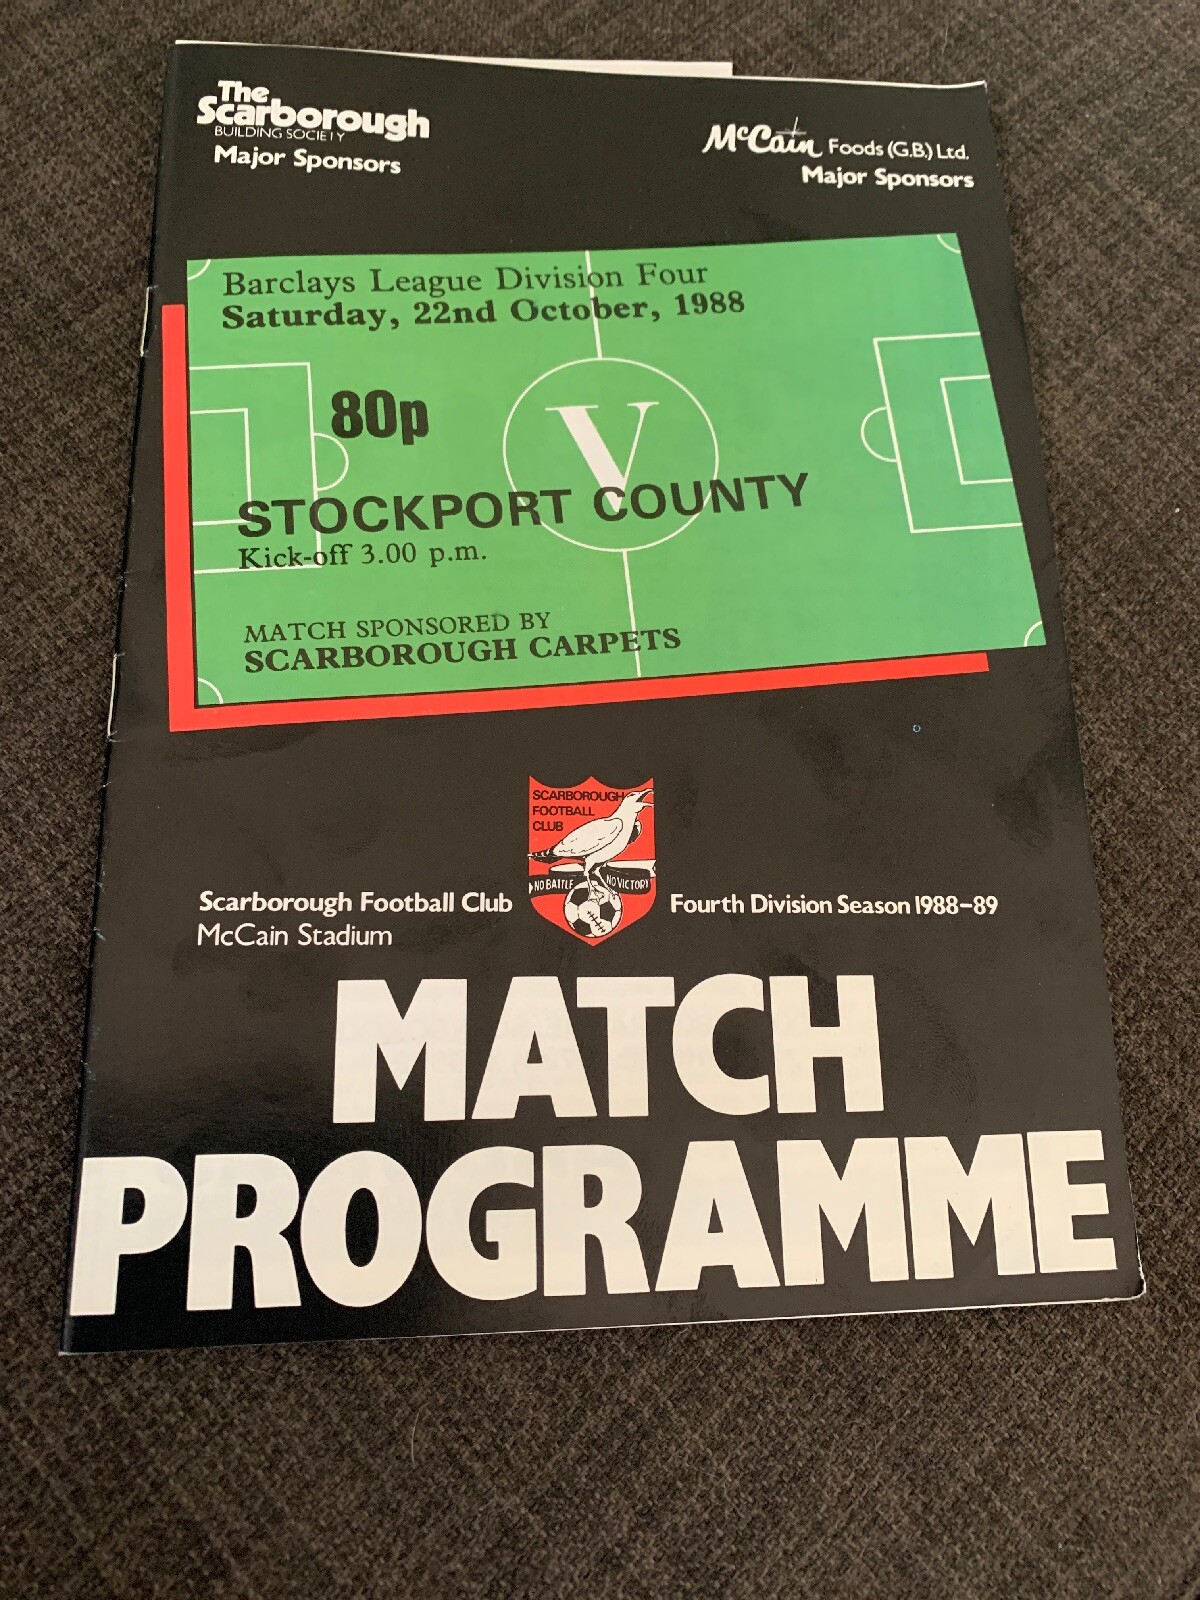 The
Scarborough
BUILDING SOCIETY
Major Sponsors
McCain Foods (G.B.) Ltd.
Major Sponsors
Barclays League Division Four
Saturday, 22nd October, 1988
80p
V
STOCKPORT COUNTY
Kick-off 3.00 p.m.
MATCH SPONSORED BY
SCARBOROUGH CARPETS
SCARBOROUGH
FOOTBALL
CLUB
NO BATTLE NO VICTORY
Scarborough Football Club
McCain Stadium
Fourth Division Season 1988-89
MATCH
PROGRAMME